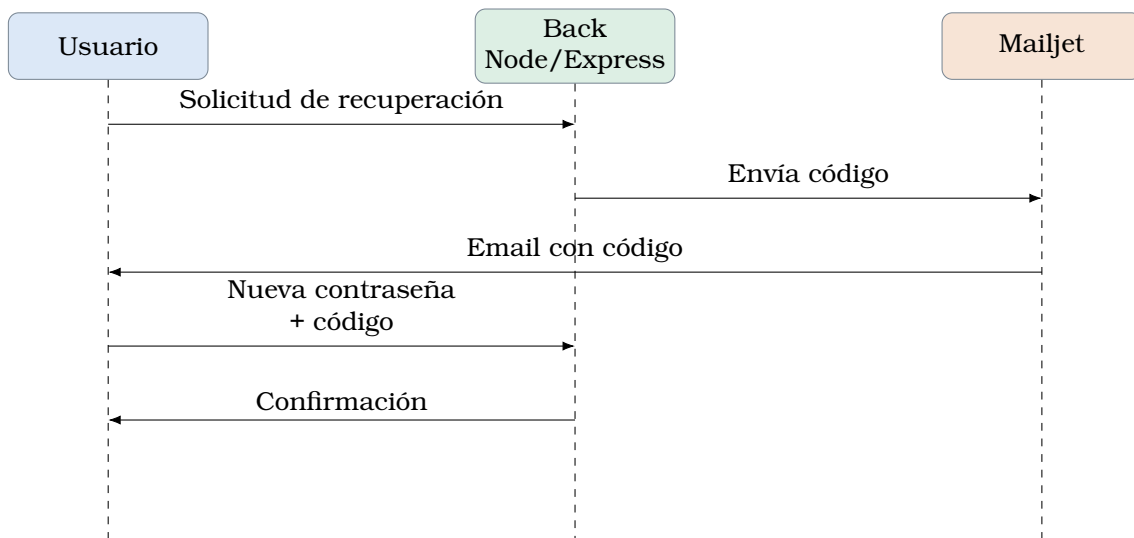 Usuario
Back
Node/Express
Mailjet
Solicitud de recuperación
Envía código
Email con código
Nueva contraseña
+ código
Confirmación